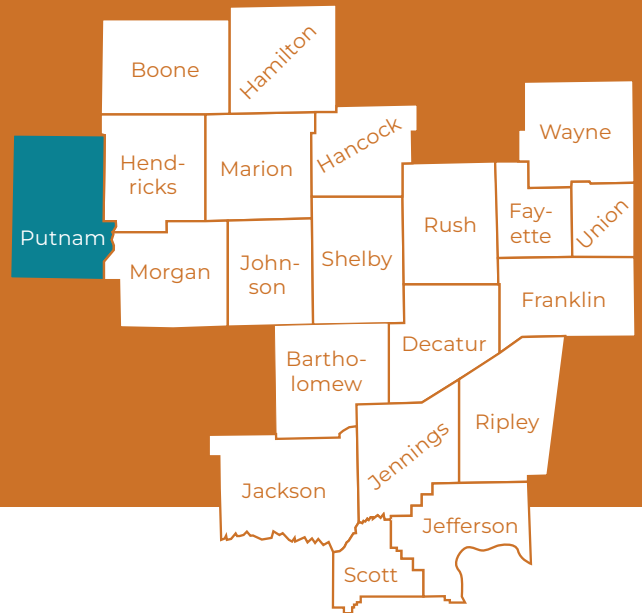 Boone
Hamilton
Wayne
Hancock
Hend-
ricks
Marion
Fay-
ette
Union
Rush
Putnam
Morgan
John-
son
Shelby
Franklin
Decatur
Bartho-
lomew
Ripley
Jennings
Jackson
Jefferson
Scott